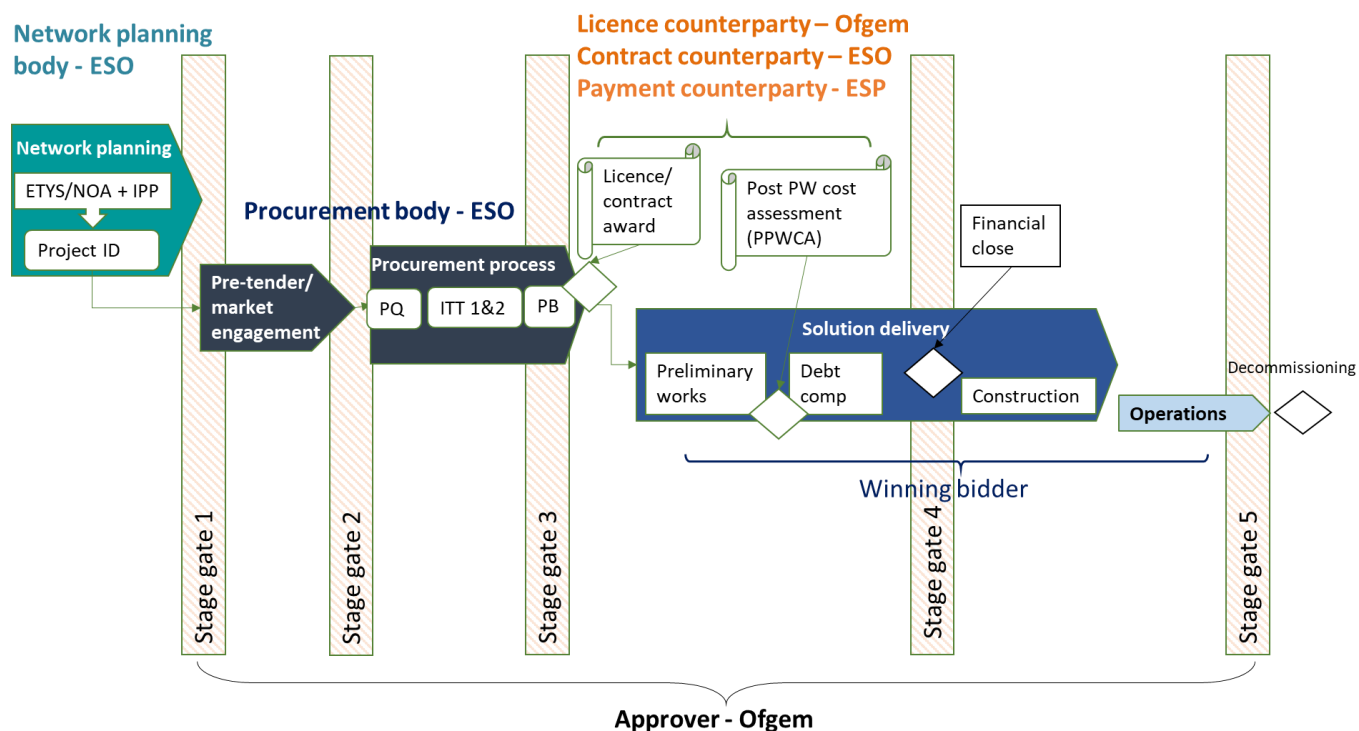 Network planning
body - ESO
Licence counterparty – Ofgem
Contract counterparty – ESO
Payment counterparty - ESP
Network planning
ETYS/NOA + IPP
Project ID
Procurement body - ESO
Pre-tender/
market
engagement
Procurement process
PQ
ITT 1&2
PB
Licence/
contract
award
Post PW cost
assessment
(PPWCA)
Financial
close
Solution delivery
Preliminary
works
Debt
comp
Construction
Operations
Decommissioning
Winning bidder
Stage gate 1
Stage gate 2
Stage gate 3
Stage gate 4
Stage gate 5
Approver - Ofgem